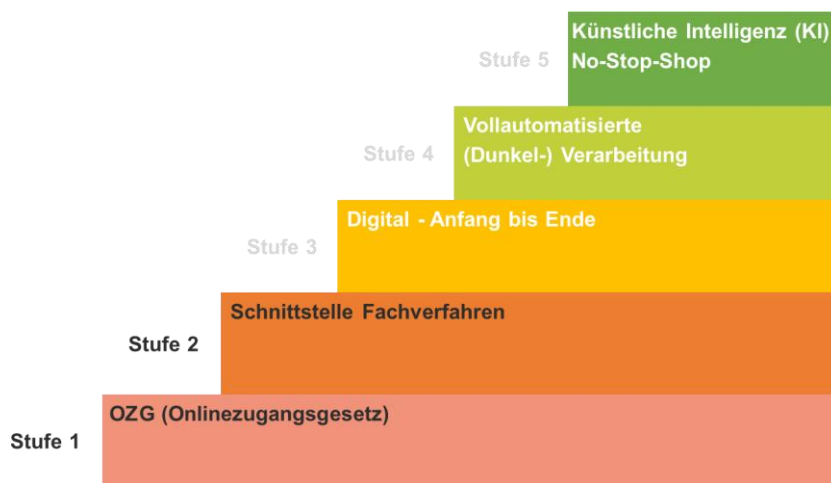 Künstliche Intelligenz (KI)
No-Stop-Shop
Stufe 5
Vollautomatisierte
(Dunkel-) Verarbeitung
Stufe 4
Digital - Anfang bis Ende
Stufe 3
Schnittstelle Fachverfahren
Stufe 2
OZG (Onlinezugangsgesetz)
Stufe 1